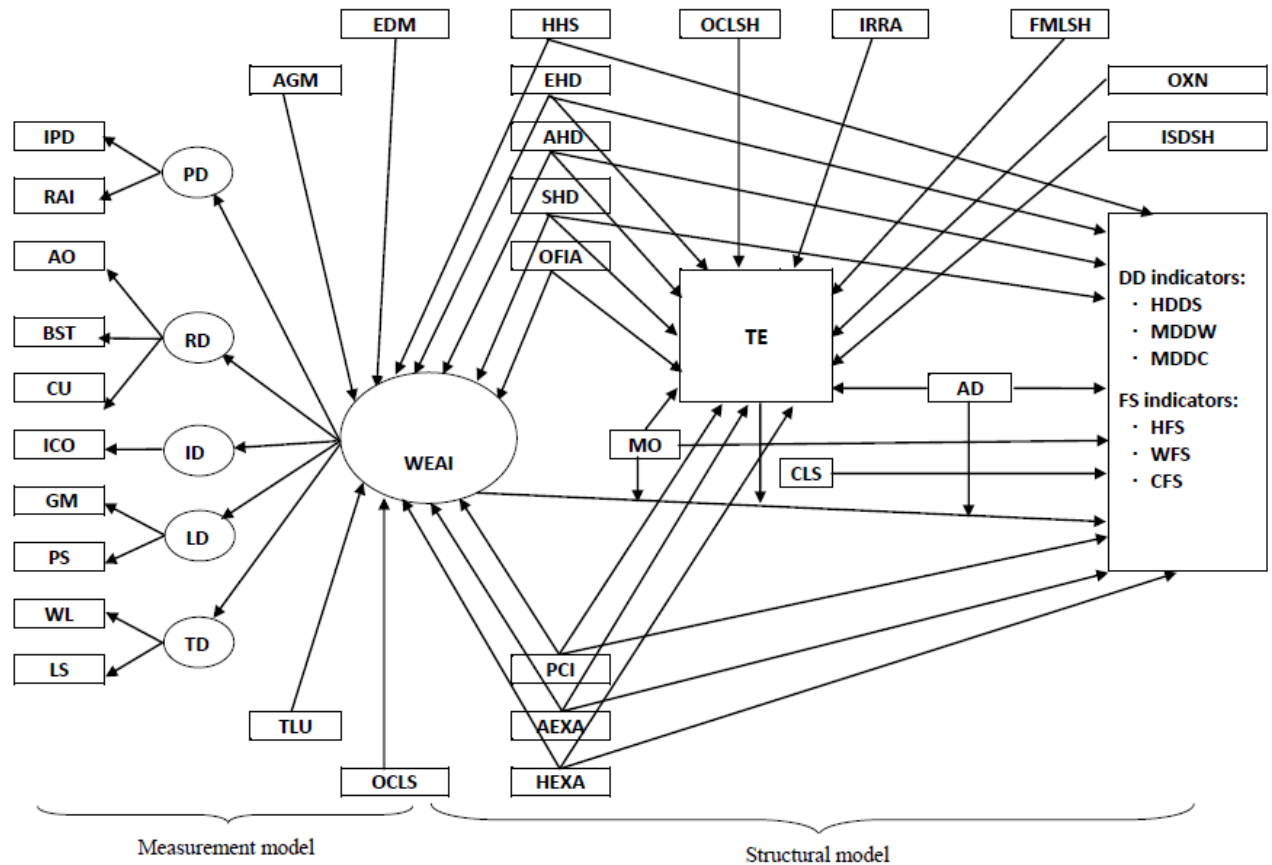 EDM HHS OCLSH IRRA FMLSH
AGM EHD OXN
IPD AHD ISDSH
PD
RAI SHD
AO OFIA
DD indicators:
· HDDS
BST RD TE · MDDW
· MDDC
CU AD
FS indicators:
ICO ID MO · HFS
WEAI · WFS
CLS · CFS
GM
LD
PS
WL
TD
LS PCI
TLU AEXA
OCLS HEXA
Measurement model Structural model